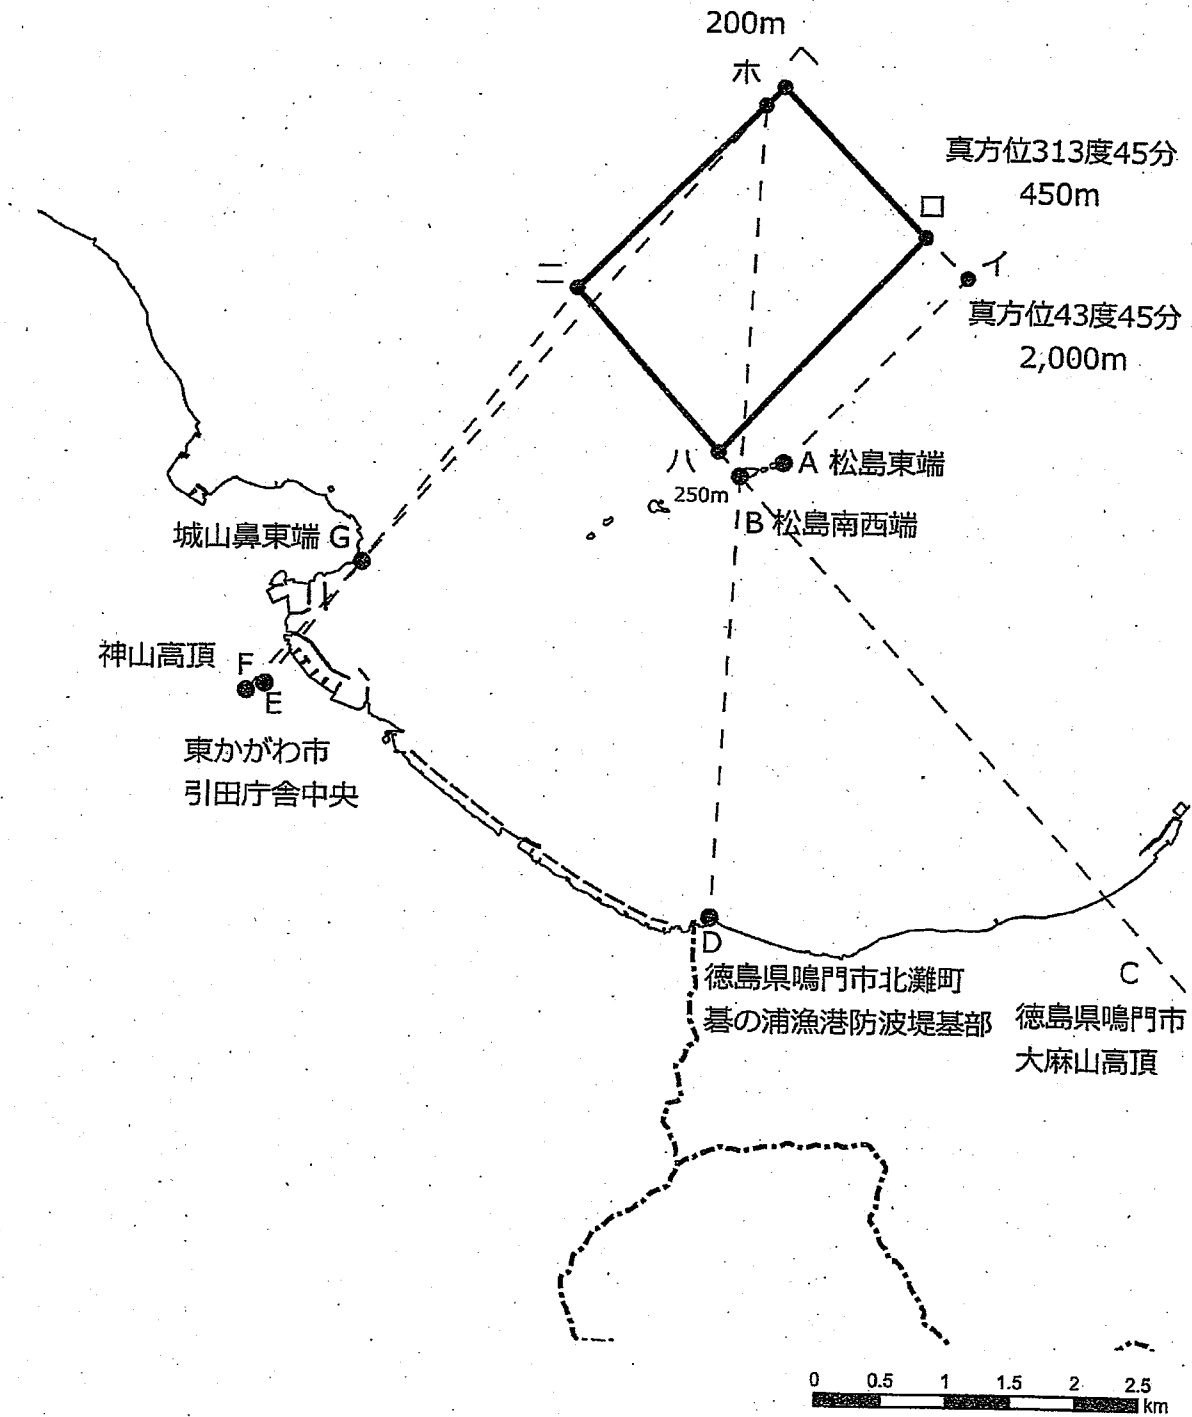 200m
ヘ
ホ
真方位313度45分
450m
ロ
イ
ニ
真方位43度45分
2,000m
ハ
A 松島東端
250m
B 松島南西端
城山鼻東端 G
神山高頂
F
E
東かがわ市
引田庁舎中央
D
徳島県鳴門市北灘町
碁の浦漁港防波堤基部
C
徳島県鳴門市
大麻山高頂
0 0.5 1 1.5 2 2.5
km